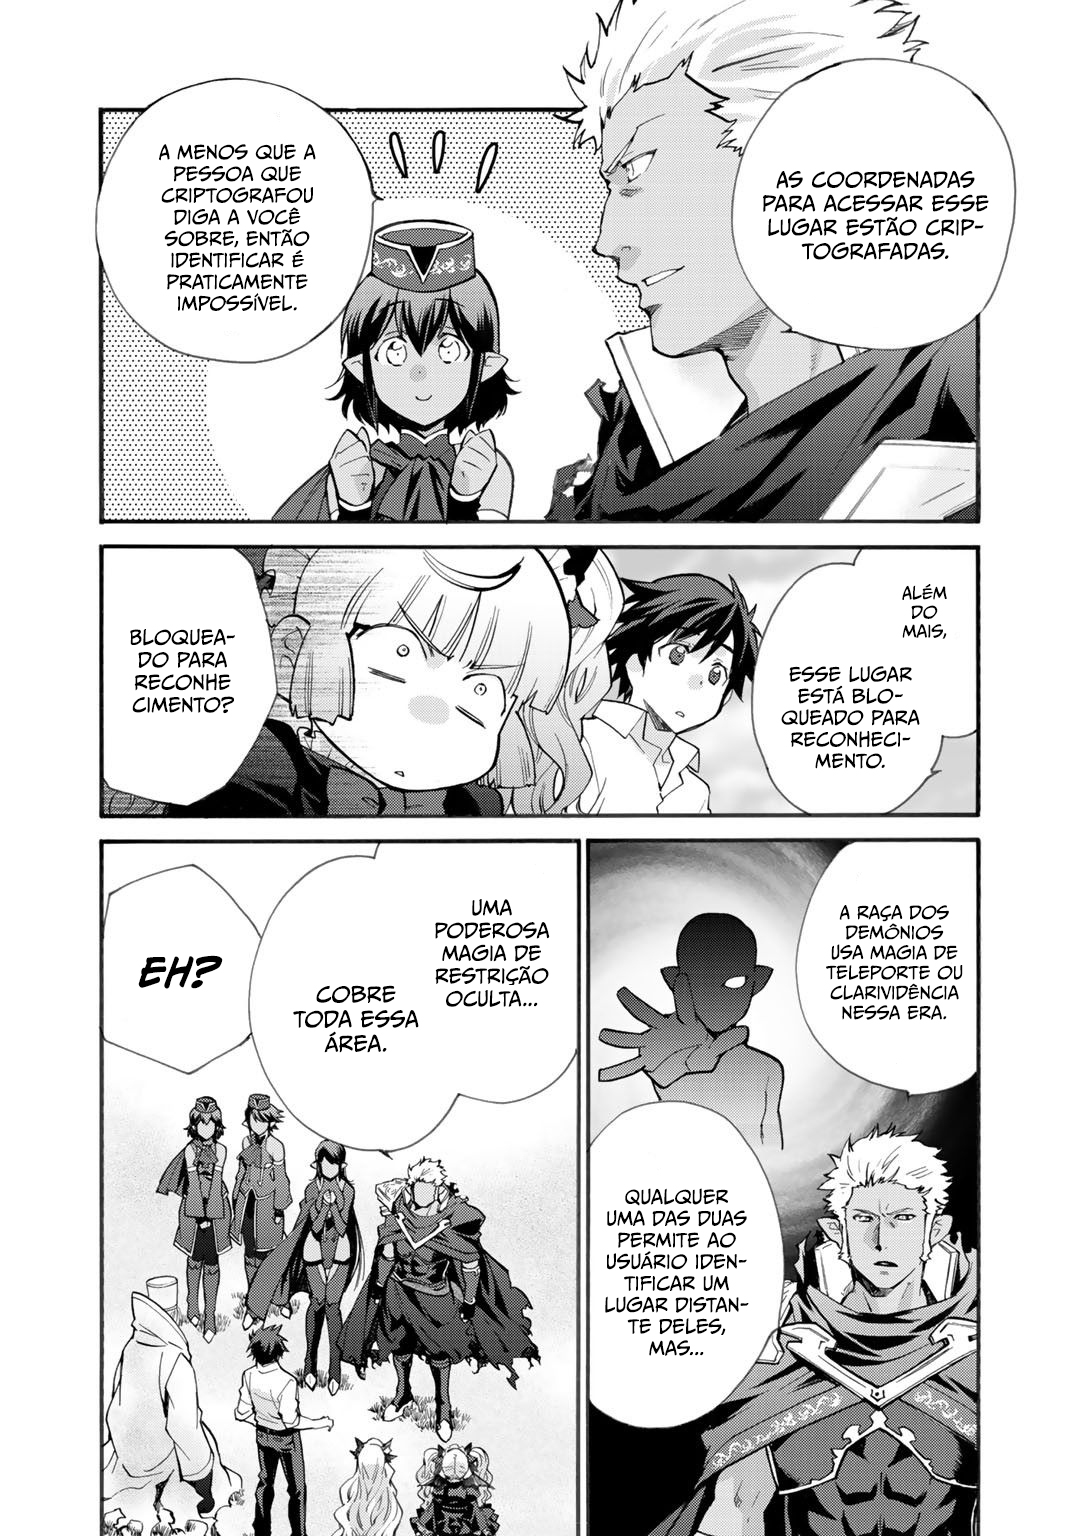 AS COORDENADAS
PARA ACESSAR ESSE
LUGAR ESTÃO CRIP-
TOGRAFADAS.
A MENOS QUE A
PESSOA QUE
CRIPTOGRAFOU
DIGA A VOCÊ
SOBRE, ENTÃO
IDENTIFICAR É
PRATICAMENTE
IMPOSSÍVEL.
ALÉM
DO
MAIS,
ESSE LUGAR
ESTÁ BLO-
QUEADO PARA
RECONHECI-
MENTO.
BLOQUEA-
DO PARA
RECONHE
CIMENTO?
A RAÇA DOS
DEMÔNIOS
USA MAGIA DE
TELEPORTE OU
CLARIVIDÊNCIA
NESSA ERA.
QUALQUER
UMA DAS DUAS
PERMITE AO
USUÁRIO IDEN-
TIFICAR UM
LUGAR DISTAN-
TE DELES,
MAS...
UMA
PODEROSA
MAGIA DE
RESTRIÇÃO
OCULTA...
COBRE
TODA ESSA
ÁREA.
EH?